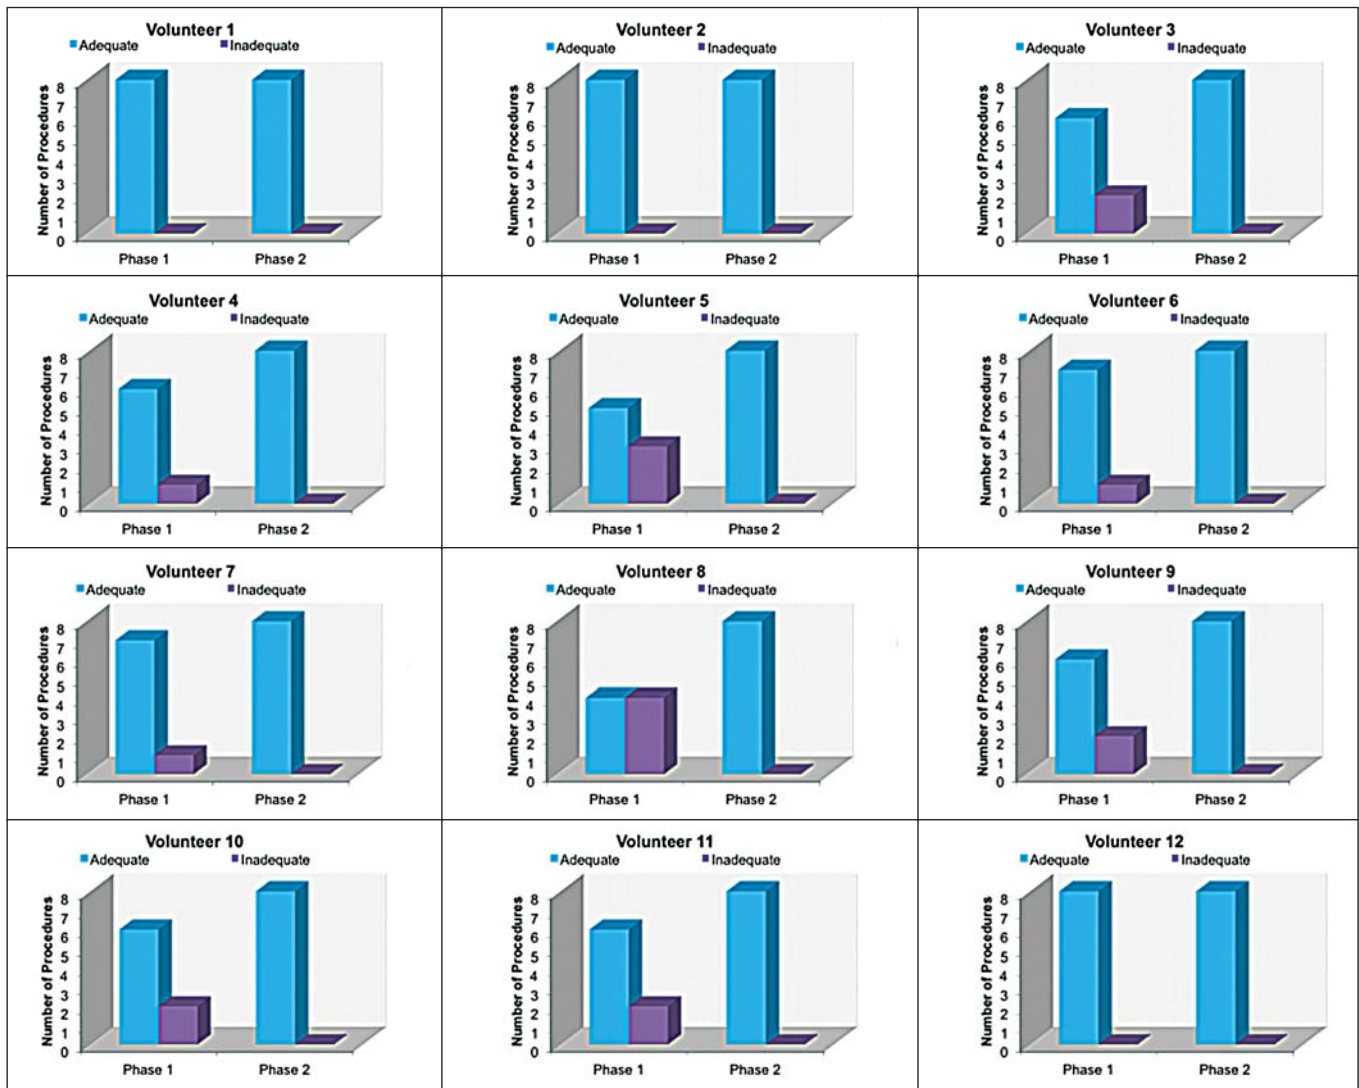 Volunteer 1
Adequate Inadequate
Number of Procedures
8
7
6
5
4
3
2
1
0
Phase 1 Phase 2
Volunteer 2
Adequate Inadequate
Number of Procedures
8
7
6
5
4
3
2
1
0
Phase 1 Phase 2
Volunteer 3
Adequate Inadequate
Number of Procedures
8
7
6
5
4
3
2
1
0
Phase 1 Phase 2
Volunteer 4
Adequate Inadequate
Number of Procedures
8
7
6
5
4
3
2
1
0
Phase 1 Phase 2
Volunteer 5
Adequate Inadequate
Number of Procedures
8
7
6
5
4
3
2
1
0
Phase 1 Phase 2
Volunteer 6
Adequate Inadequate
Number of Procedures
8
7
6
5
4
3
2
1
0
Phase 1 Phase 2
Volunteer 7
Adequate Inadequate
Number of Procedures
8
7
6
5
4
3
2
1
0
Phase 1 Phase 2
Volunteer 8
Adequate Inadequate
Number of Procedures
8
7
6
5
4
3
2
1
0
Phase 1 Phase 2
Volunteer 9
Adequate Inadequate
Number of Procedures
8
7
6
5
4
3
2
1
0
Phase 1 Phase 2
Volunteer 10
Adequate Inadequate
Number of Procedures
8
7
6
5
4
3
2
1
0
Phase 1 Phase 2
Volunteer 11
Adequate Inadequate
Number of Procedures
8
7
6
5
4
3
2
1
0
Phase 1 Phase 2
Volunteer 12
Adequate Inadequate
Number of Procedures
8
7
6
5
4
3
2
1
0
Phase 1 Phase 2